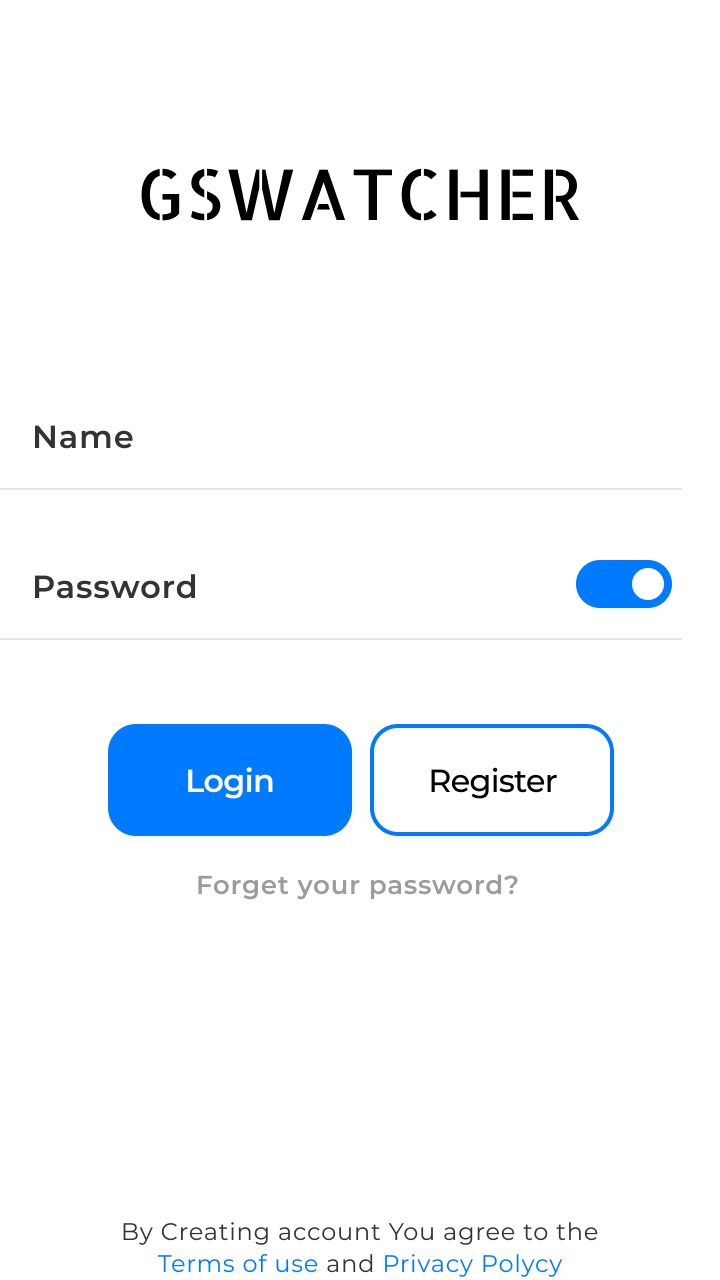 GSWATCHER
Name
Password
Login
Register
Forget your password?
By Creating account You agree to the
Terms of use and Privacy Polycy